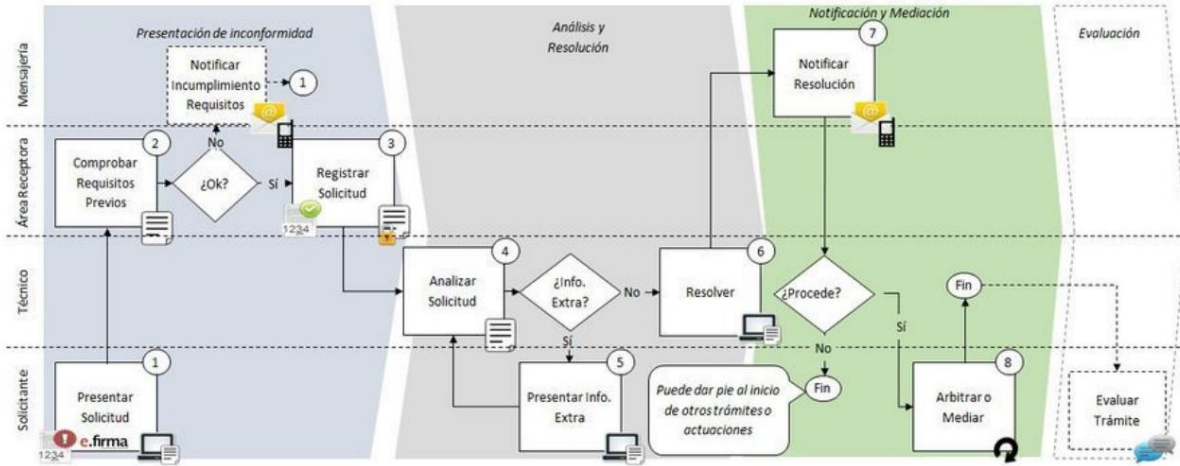 Presentación de inconformidad
Análisis y
Resolución
Notificación y Mediación
Evaluación
Mensajería
Notificar
Incumplimiento
Requisitos
1
7
Notificar
Resolución
@
@
No
Área Receptora
2
Comprobar
Requisitos
Previos
¿Ok?
Sí
3
Registrar
Solicitud
1234
Técnico
4
Analizar
Solicitud
¿Info.
Extra?
No
6
Resolver
¿Procede?
Sí
Fin
Sí
No
Solicitante
1
Presentar
Solicitud
1234
e.firma
5
Presentar Info.
Extra
Puede dar pie al inicio
de otros trámites o
actuaciones
Fin
8
Arbitrar o
Mediar
Evaluar
Trámite